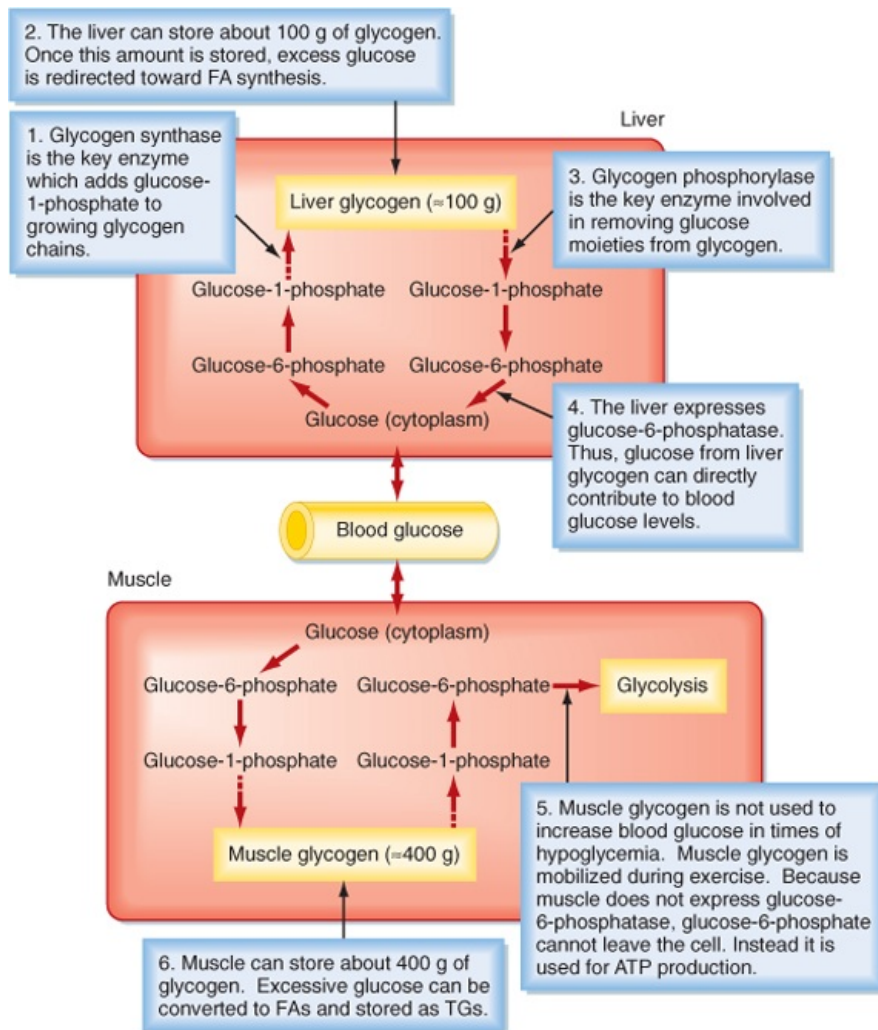 2. The liver can store about 100 g of glycogen.
Once this amount is stored, excess glucose
is redirected toward FA synthesis.
Liver
1. Glycogen synthase
is the key enzyme
which adds glucose-
1-phosphate to
growing glycogen
chains.
Liver glycogen (≈100 g)
3. Glycogen phosphorylase
is the key enzyme involved
in removing glucose
moieties from glycogen.
Glucose-1-phosphate Glucose-1-phosphate
Glucose-6-phosphate Glucose-6-phosphate
Glucose (cytoplasm)
4. The liver expresses
glucose-6-phosphatase.
Thus, glucose from liver
glycogen can directly
contribute to blood
glucose levels.
Blood glucose
Muscle
Glucose (cytoplasm)
Glucose-6-phosphate Glucose-6-phosphate Glycolysis
Glucose-1-phosphate Glucose-1-phosphate
Muscle glycogen (≈400 g)
5. Muscle glycogen is not used to
increase blood glucose in times of
hypoglycemia. Muscle glycogen is
mobilized during exercise. Because
muscle does not express glucose-
6-phosphatase, glucose-6-phosphate
cannot leave the cell. Instead it is
used for ATP production.
6. Muscle can store about 400 g of
glycogen. Excessive glucose can be
converted to FAs and stored as TGs.